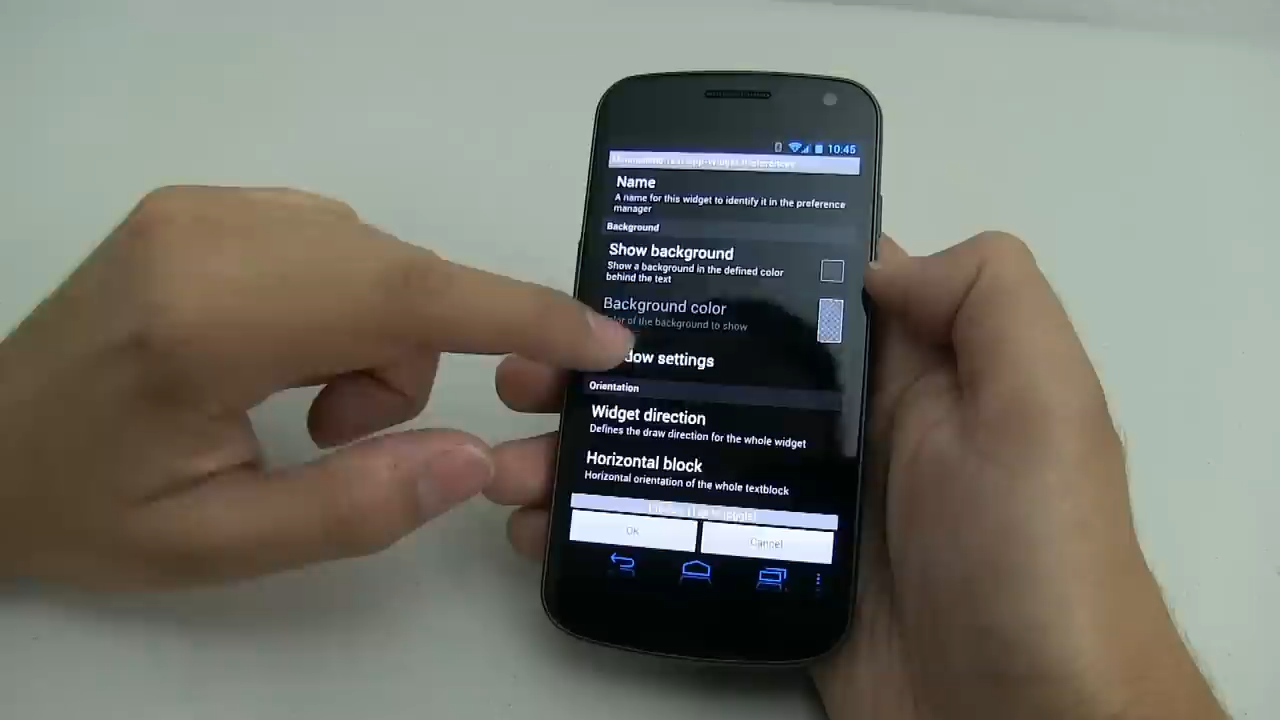 10:45
Name
A name for this widget to identify it in the preference
manager
Background
Show background
Show a background in the defined color
behind the text
Background color
of the background to show
settings
Orientation
Widget direction
Defines the draw direction for the whole widget
Horizontal block
Horizontal orientation of the whole textblock
OK
Cancel